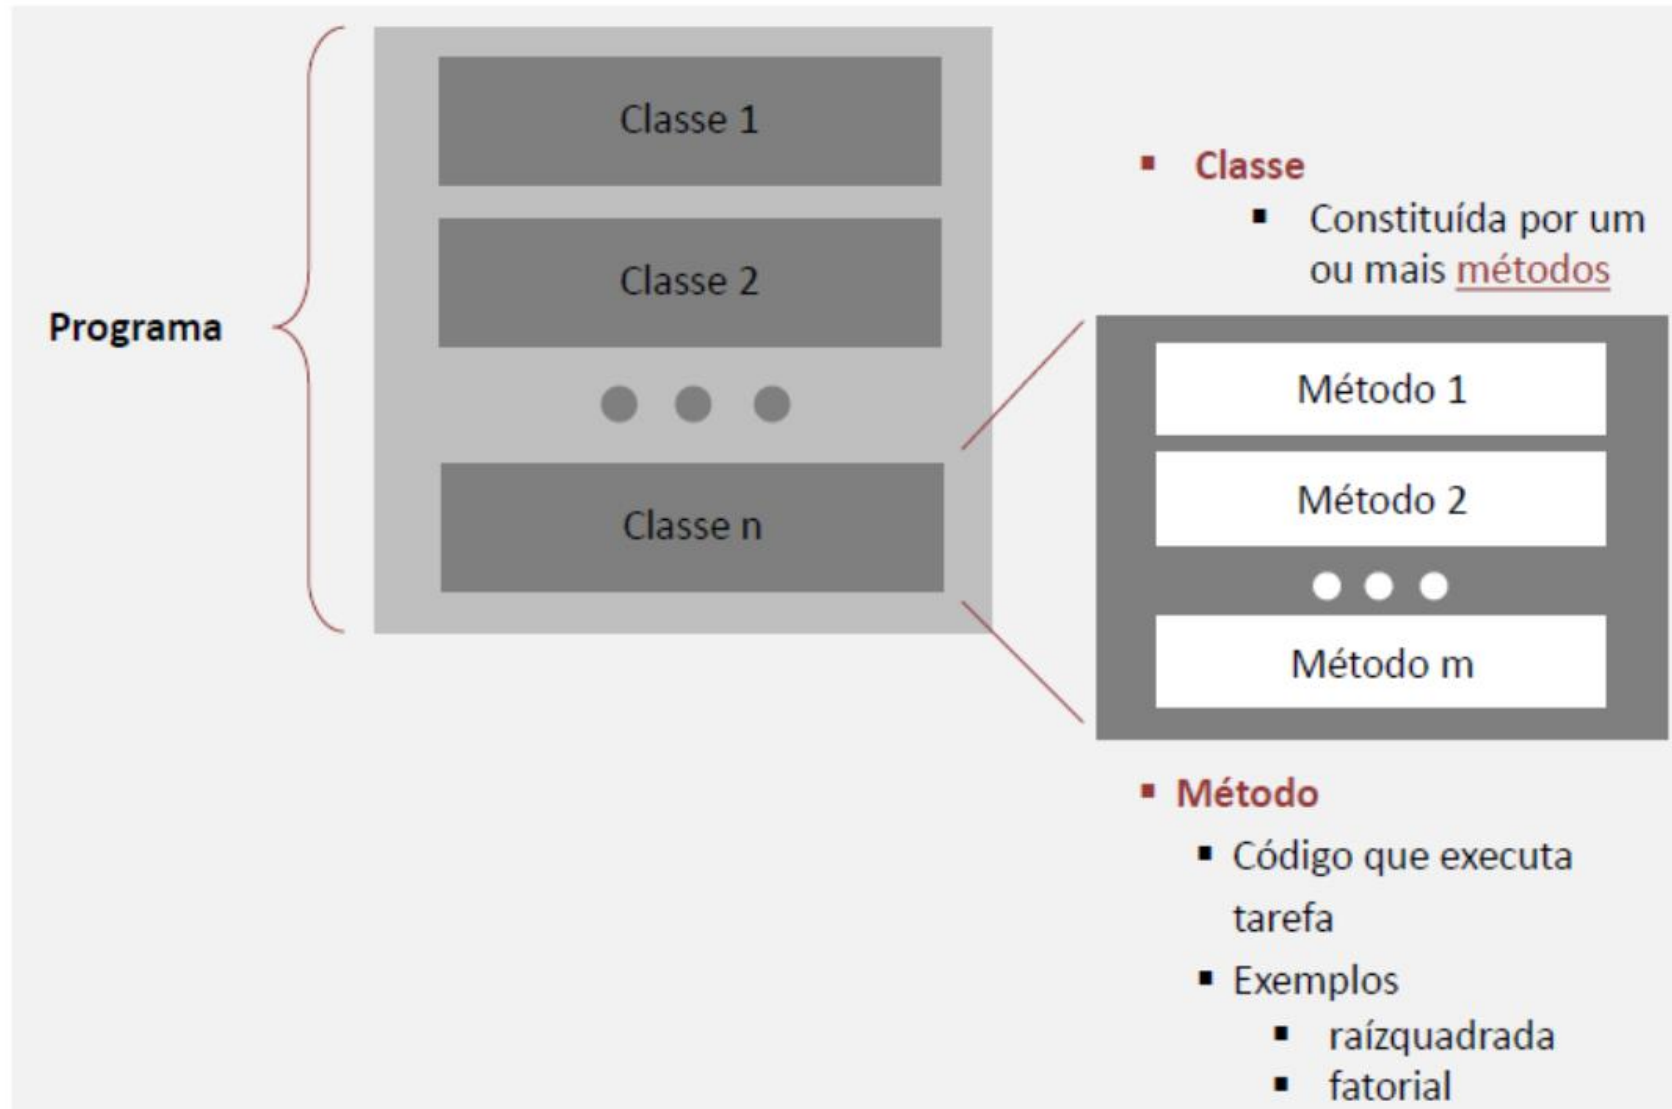 Programa
Classe 1
Classe 2
Classe n
▪ Classe
▪ Constituída por um
ou mais métodos
Método 1
Método 2
Método m
▪ Método
▪ Código que executa
tarefa
▪ Exemplos
▪ raízquadrada
▪ fatorial